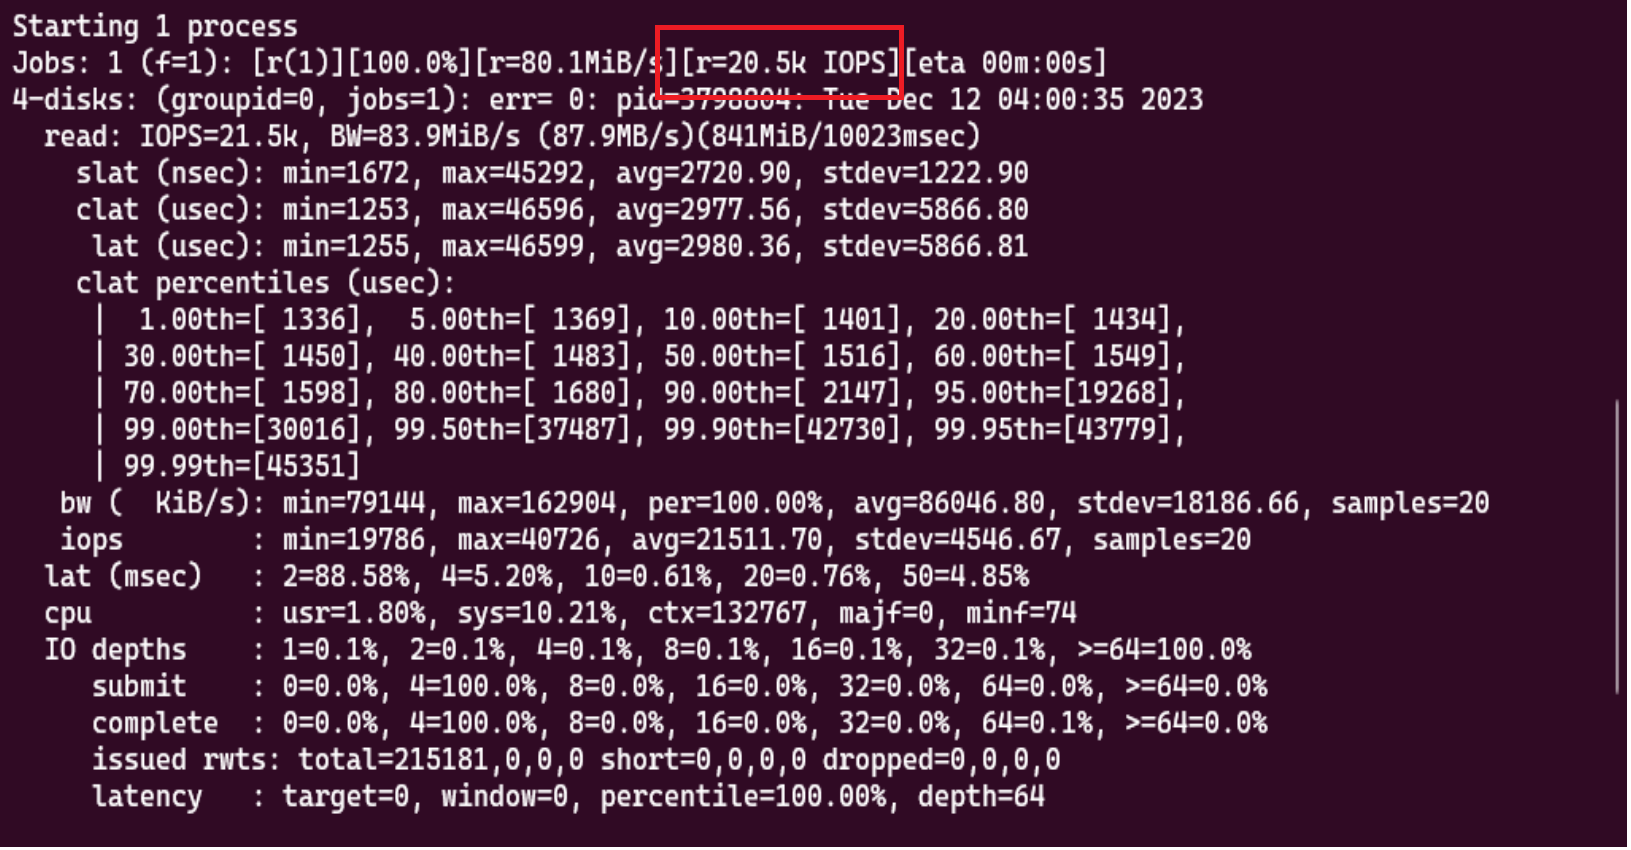 Starting 1 process
Jobs: 1 (f=1): [r(1)][100.0%][r=80.1MiB/s][r=20.5k IOPS][eta 00m:00s]
4-disks: (groupid=0, jobs=1): err= 0: pid=3798804: Tue Dec 12 04:00:35 2023
  read: IOPS=21.5k, BW=83.9MiB/s (87.9MB/s)(841MiB/10023msec)
    slat (nsec): min=1672, max=45292, avg=2720.90, stdev=1222.90
    clat (usec): min=1253, max=46596, avg=2977.56, stdev=5866.80
     lat (usec): min=1255, max=46599, avg=2980.36, stdev=5866.81
    clat percentiles (usec):
     |  1.00th=[ 1336],  5.00th=[ 1369], 10.00th=[ 1401], 20.00th=[ 1434],
     | 30.00th=[ 1450], 40.00th=[ 1483], 50.00th=[ 1516], 60.00th=[ 1549],
     | 70.00th=[ 1598], 80.00th=[ 1680], 90.00th=[ 2147], 95.00th=[19268],
     | 99.00th=[30016], 99.50th=[37487], 99.90th=[42730], 99.95th=[43779],
     | 99.99th=[45351]
   bw (  KiB/s): min=79144, max=162904, per=100.00%, avg=86046.80, stdev=18186.66, samples=20
   iops        : min=19786, max=40726, avg=21511.70, stdev=4546.67, samples=20
  lat (msec)   : 2=88.58%, 4=5.20%, 10=0.61%, 20=0.76%, 50=4.85%
  cpu          : usr=1.80%, sys=10.21%, ctx=132767, majf=0, minf=74
  IO depths    : 1=0.1%, 2=0.1%, 4=0.1%, 8=0.1%, 16=0.1%, 32=0.1%, >=64=100.0%
     submit    : 0=0.0%, 4=100.0%, 8=0.0%, 16=0.0%, 32=0.0%, 64=0.0%, >=64=0.0%
     complete  : 0=0.0%, 4=100.0%, 8=0.0%, 16=0.0%, 32=0.0%, 64=0.1%, >=64=0.0%
     issued rwts: total=215181,0,0,0 short=0,0,0,0 dropped=0,0,0,0
     latency   : target=0, window=0, percentile=100.00%, depth=64